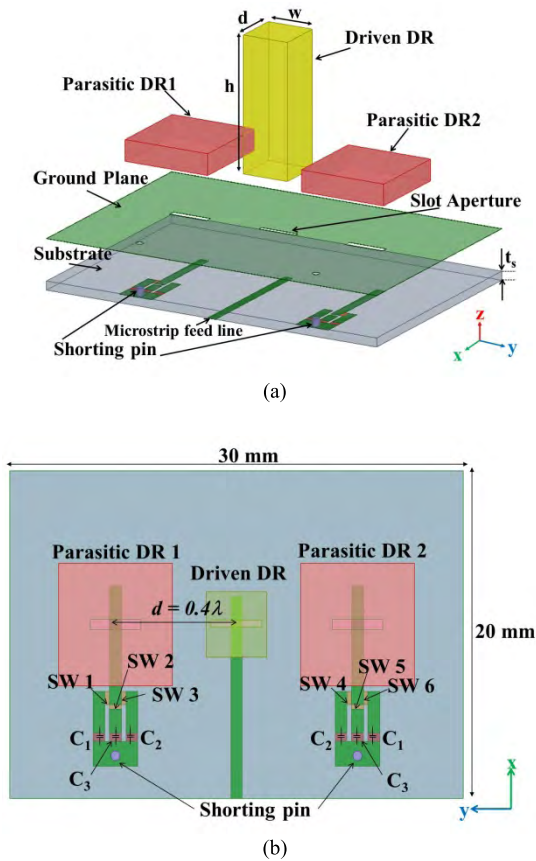 d
w
Driven DR
h
Parasitic DR1
Parasitic DR2
Ground Plane
Slot Aperture
Substrate
tₛ
Microstrip feed line
Shorting pin
z
x
y
(a)
30 mm
Parasitic DR 1
Parasitic DR 2
Driven DR
d = 0.4λ
20 mm
SW 1
SW 2
SW 3
SW 4
SW 5
SW 6
C₁
C₂
C₂
C₁
C₃
C₃
Shorting pin
x
y
(b)